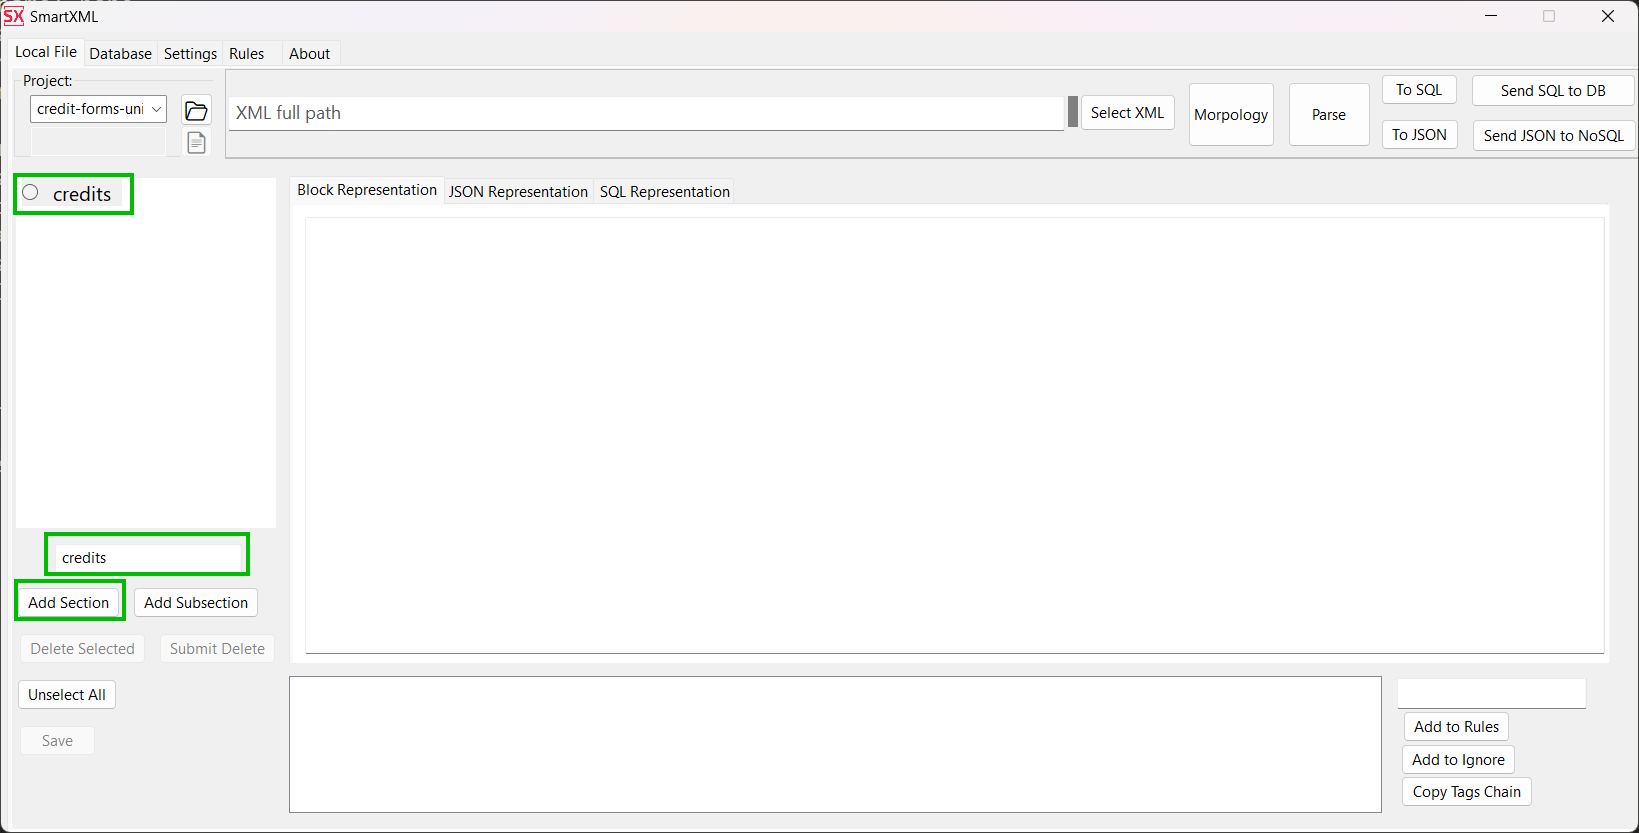 SX SmartXML
Local File Database Settings Rules About
Project:
credit-forms-uni
XML full path
Select XML
Morpology
Parse
To SQL
Send SQL to DB
To JSON
Send JSON to NoSQL
credits
Block Representation JSON Representation SQL Representation
credits
Add Section Add Subsection
Delete Selected Submit Delete
Unselect All
Save
Add to Rules
Add to Ignore
Copy Tags Chain